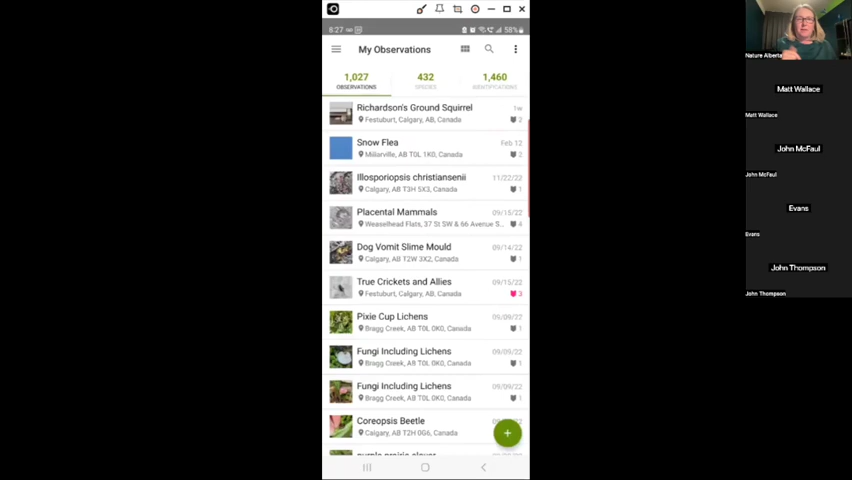 8:27
58%
My Observations
1,027
432
1,460
OBSERVATIONS
SPECIES
IDENTIFICATIONS
Richardson's Ground Squirrel
1w
Festuburt, Calgary, AB, Canada
2
Snow Flea
Feb 12
Millarville, AB T0L 1K0, Canada
2
Illosporiopsis christiansenii
11/22/22
Calgary, AB T3H 5X3, Canada
1
Placental Mammals
09/15/22
Weaselhead Flats, 37 St SW & 66 Avenue S...
4
Dog Vomit Slime Mould
09/14/22
Calgary, AB T2W 3X2, Canada
1
True Crickets and Allies
09/15/22
Festuburt, Calgary, AB, Canada
3
Pixie Cup Lichens
09/09/22
Bragg Creek, AB T0L 0K0, Canada
1
Fungi Including Lichens
09/09/22
Bragg Creek, AB T0L 0K0, Canada
1
Fungi Including Lichens
09/09/22
Bragg Creek, AB T0L 0K0, Canada
1
Coreopsis Beetle
Calgary, AB T2H 0G6, Canada
+
purple prairie clover
Nature Alberta
Matt Wallace
Matt Wallace
John McFaul
John McFaul
Evans
Evans
John Thompson
John Thompson